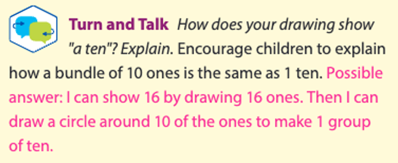 Turn and Talk How does your drawing show
"a ten"? Explain. Encourage children to explain
how a bundle of 10 ones is the same as 1 ten. Possible
answer: I can show 16 by drawing 16 ones. Then I can
draw a circle around 10 of the ones to make 1 group
of ten.